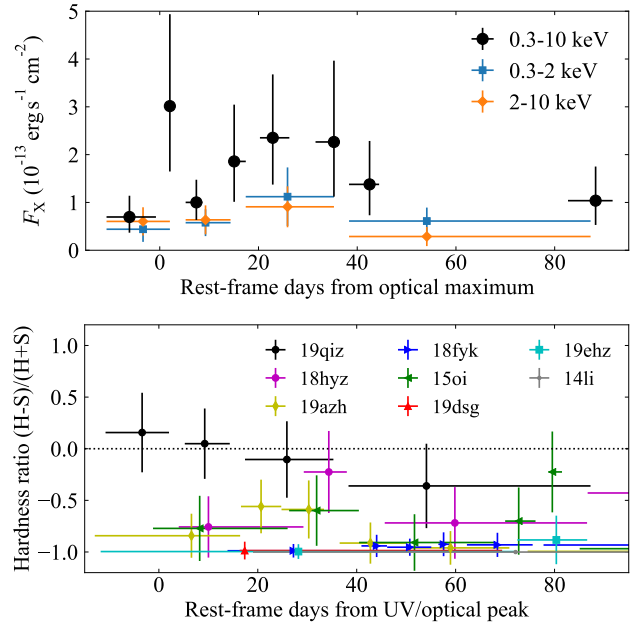 5
4
3
2
1
0
F_X (10^-13 erg s^-1 cm^-2)
0.3-10 keV
0.3-2 keV
2-10 keV
0 20 40 60 80
Rest-frame days from optical maximum
1.0
0.5
0.0
−0.5
−1.0
Hardness ratio (H-S)/(H+S)
19qiz 18fyk 19ehz
18hyz 15oi 14li
19azh 19dsg
0 20 40 60 80
Rest-frame days from UV/optical peak